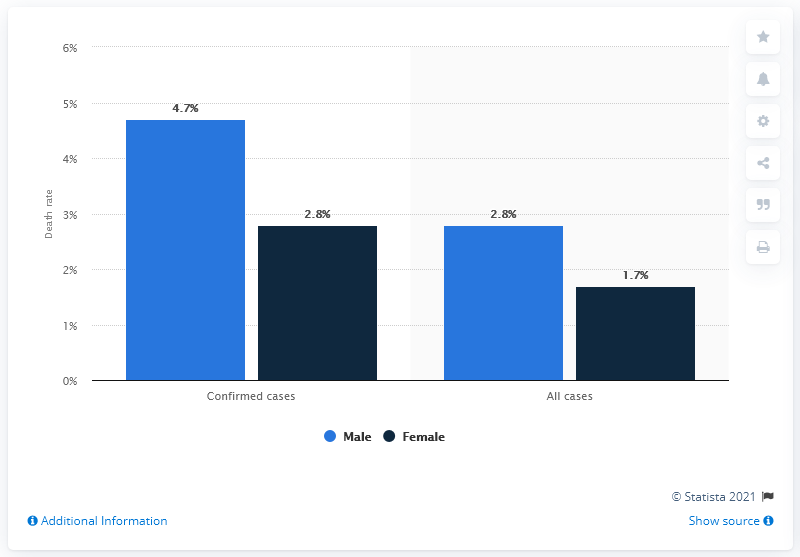 6%
5%
4%
3%
2%
1%
0%
Death rate
4.7%
2.8%
2.8%
1.7%
Confirmed cases
All cases
Male
Female
© Statista 2021
Additional Information
Show source